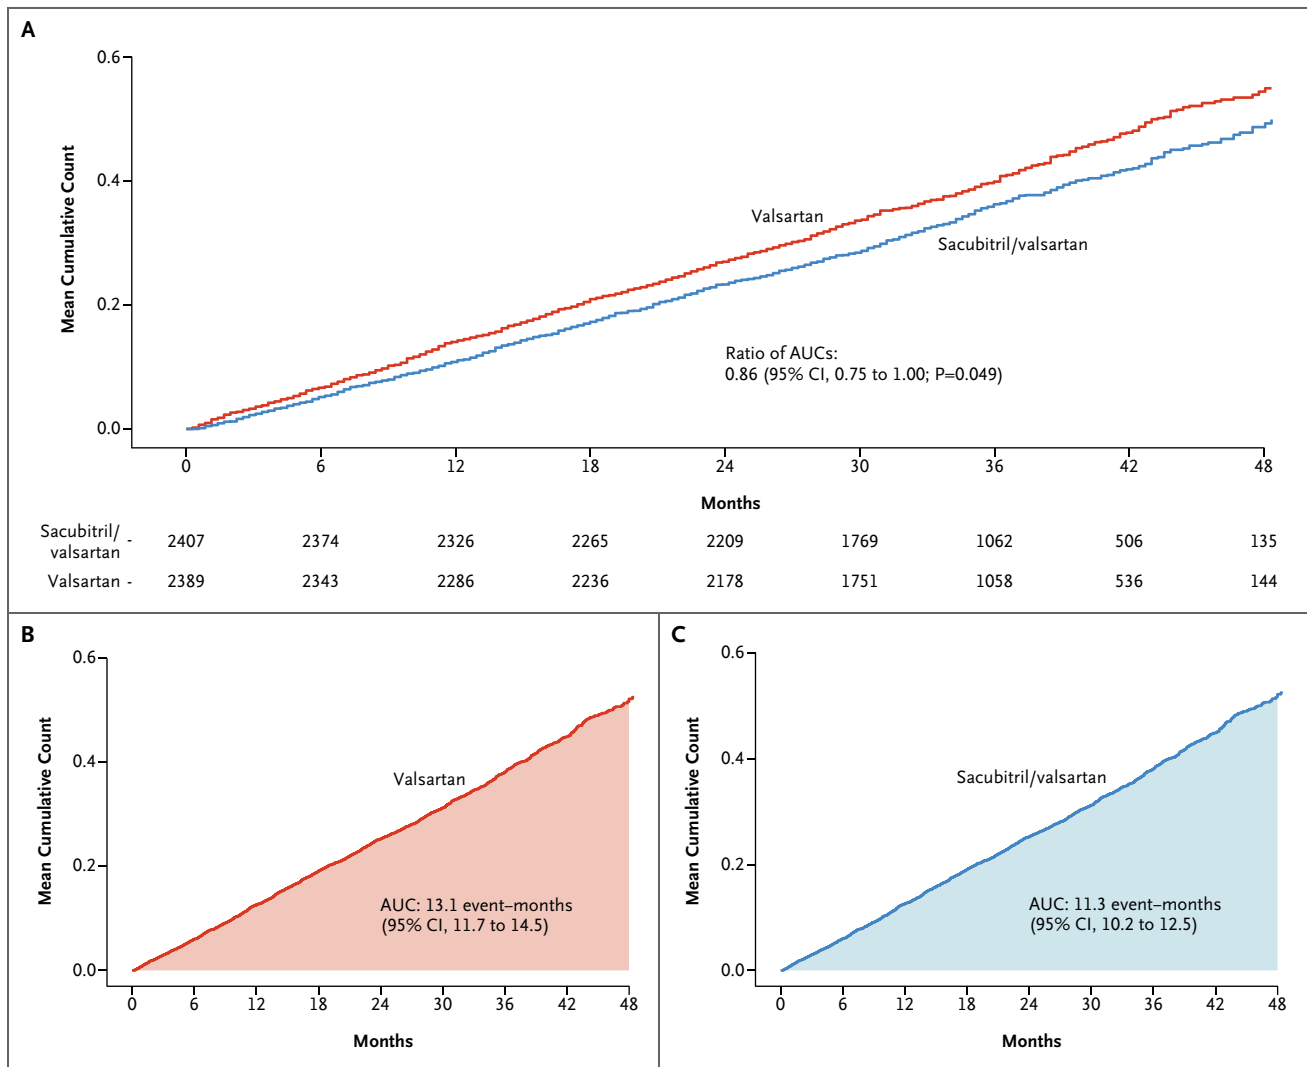 A
0.6
0.4
0.2
0.0
Mean Cumulative Count
Valsartan
Sacubitril/valsartan
Ratio of AUCs:
0.86 (95% CI, 0.75 to 1.00; P=0.049)
0 6 12 18 24 30 36 42 48
Months
Sacubitril/
valsartan - 2407 2374 2326 2265 2209 1769 1062 506 135
Valsartan - 2389 2343 2286 2236 2178 1751 1058 536 144
B
0.6
0.4
0.2
0.0
Mean Cumulative Count
Valsartan
AUC: 13.1 event–months
(95% CI, 11.7 to 14.5)
0 6 12 18 24 30 36 42 48
Months
C
0.6
0.4
0.2
0.0
Mean Cumulative Count
Sacubitril/valsartan
AUC: 11.3 event–months
(95% CI, 10.2 to 12.5)
0 6 12 18 24 30 36 42 48
Months